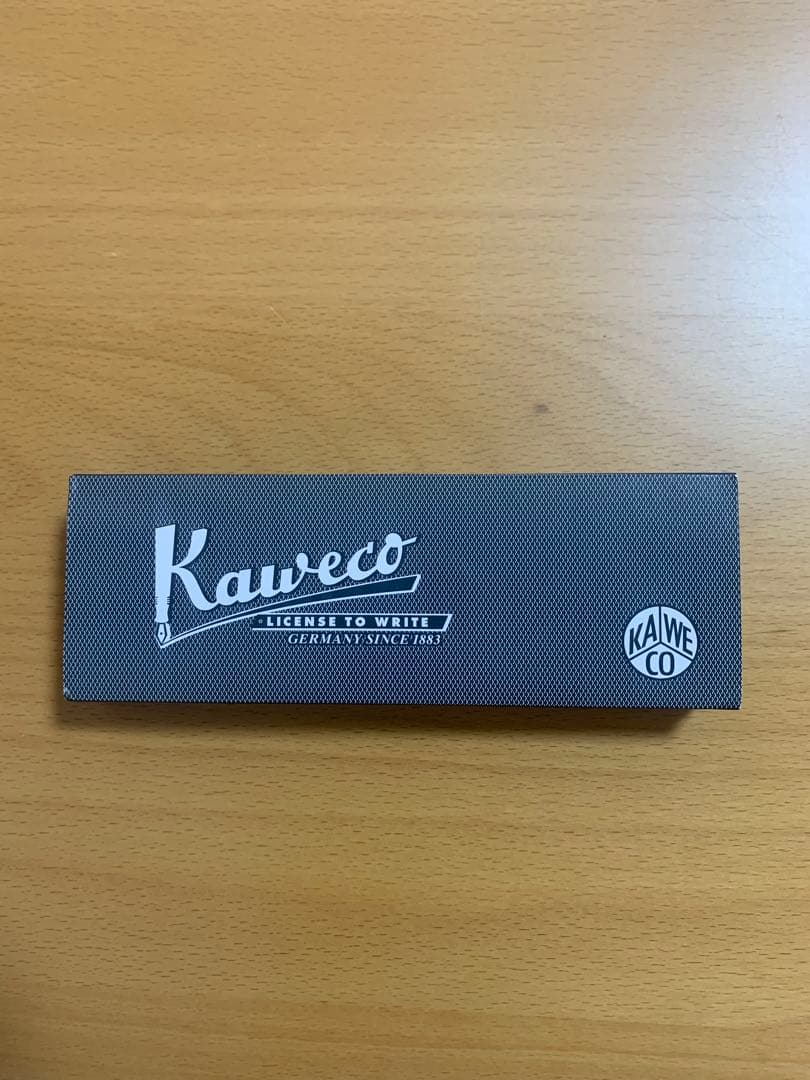 Kaweco
LICENSE TO WRITE
GERMANY SINCE 1883
KA WE
CO